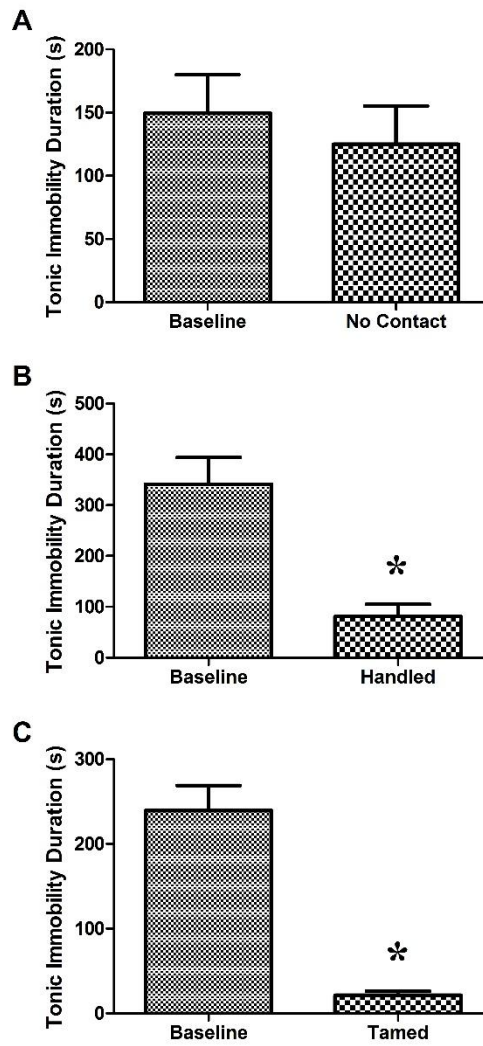 A
Tonic Immobility Duration (s)
200
150
100
50
0
Baseline
No Contact
B
Tonic Immobility Duration (s)
500
400
300
200
100
0
*
Baseline
Handled
C
Tonic Immobility Duration (s)
300
200
100
0
*
Baseline
Tamed